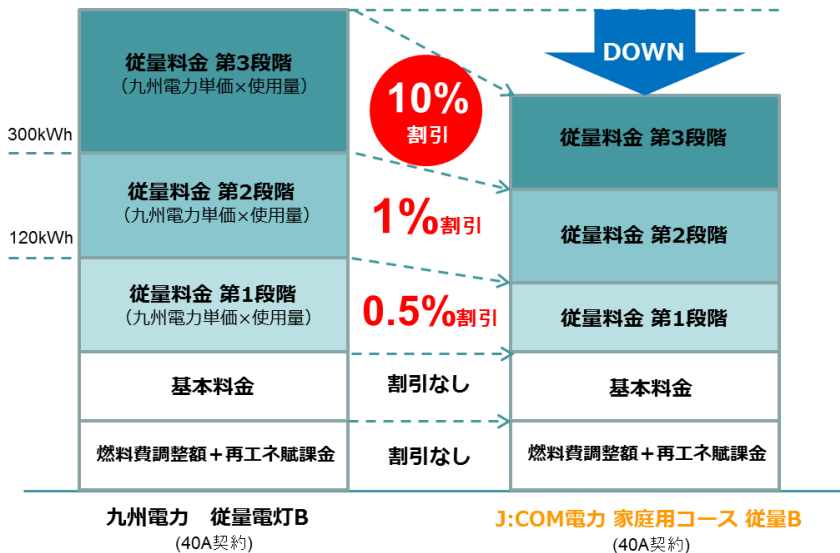 従量料金 第3段階
（九州電力単価×使用量）
300kWh
従量料金 第2段階
（九州電力単価×使用量）
120kWh
従量料金 第1段階
（九州電力単価×使用量）
基本料金
燃料費調整額＋再エネ賦課金
九州電力　従量電灯B
(40A契約)
10%
割引
1%割引
0.5%割引
割引なし
割引なし
DOWN
従量料金 第3段階
従量料金 第2段階
従量料金 第1段階
基本料金
燃料費調整額＋再エネ賦課金
J:COM電力 家庭用コース 従量B
(40A契約)